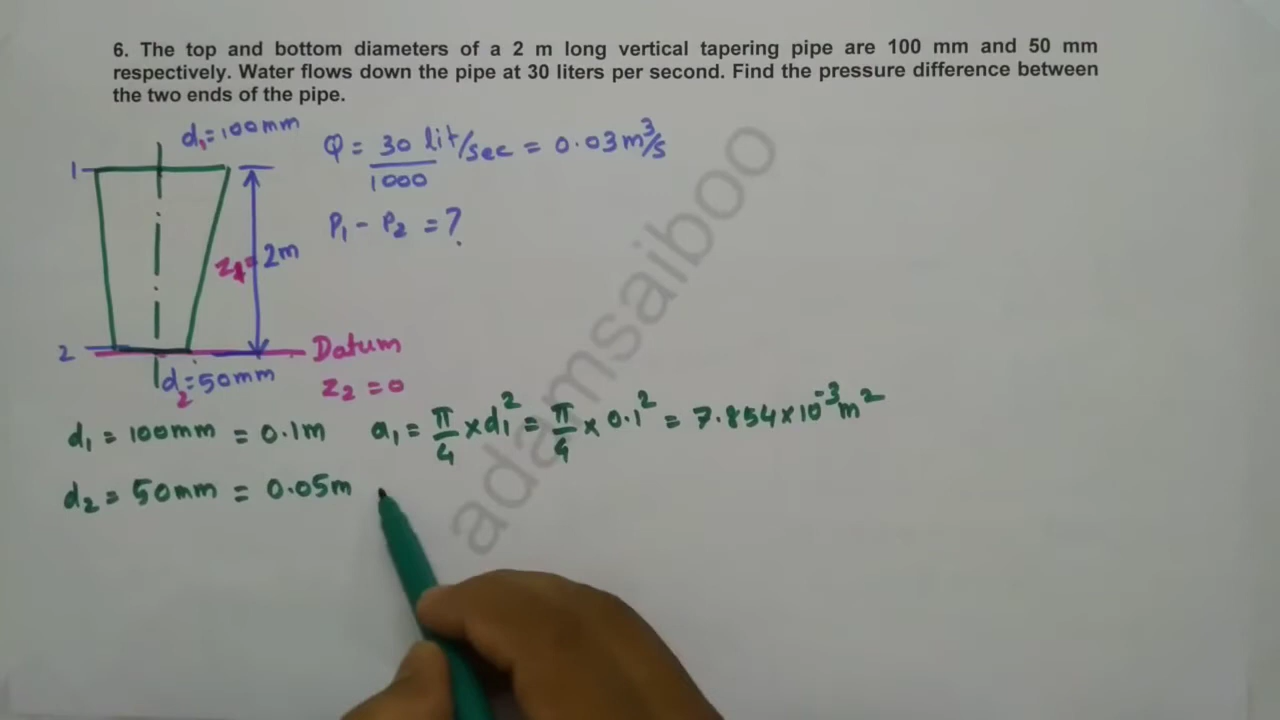 6. The top and bottom diameters of a 2 m long vertical tapering pipe are 100 mm and 50 mm
respectively. Water flows down the pipe at 30 liters per second. Find the pressure difference between
the two ends of the pipe.
d₁=100mm
Q = 30/1000 lit/sec = 0.03 m³/s
1
P₁ - P₂ = ?
Z₁= 2m
2
Datum
d₂=50mm
Z₂ = 0
d₁ = 100mm = 0.1m a₁ = π/4 × d₁² = π/4 × 0.1² = 7.854×10⁻³m²
d₂ = 50mm = 0.05m
adamsaiboo